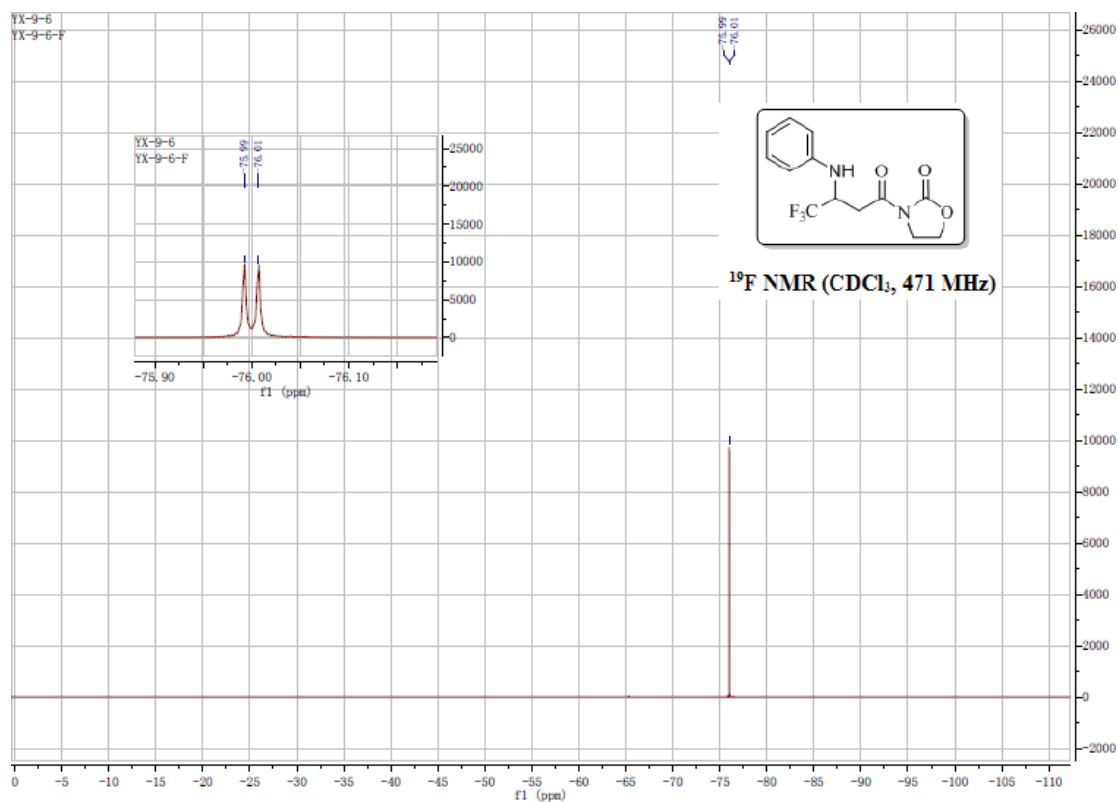 YX-9-6
YX-9-6-F
-75.99
-76.01
26000
24000
22000
20000
18000
16000
14000
12000
10000
8000
6000
4000
2000
0
-2000
YX-9-6
YX-9-6-F
-75.99
-76.01
25000
20000
15000
10000
5000
0
-75.90 -76.00 -76.10
f1 (ppm)
NH
O O
F₃C N O
¹⁹F NMR (CDCl₃, 471 MHz)
0 -5 -10 -15 -20 -25 -30 -35 -40 -45 -50 -55 -60 -65 -70 -75 -80 -85 -90 -95 -100 -105 -110
f1 (ppm)